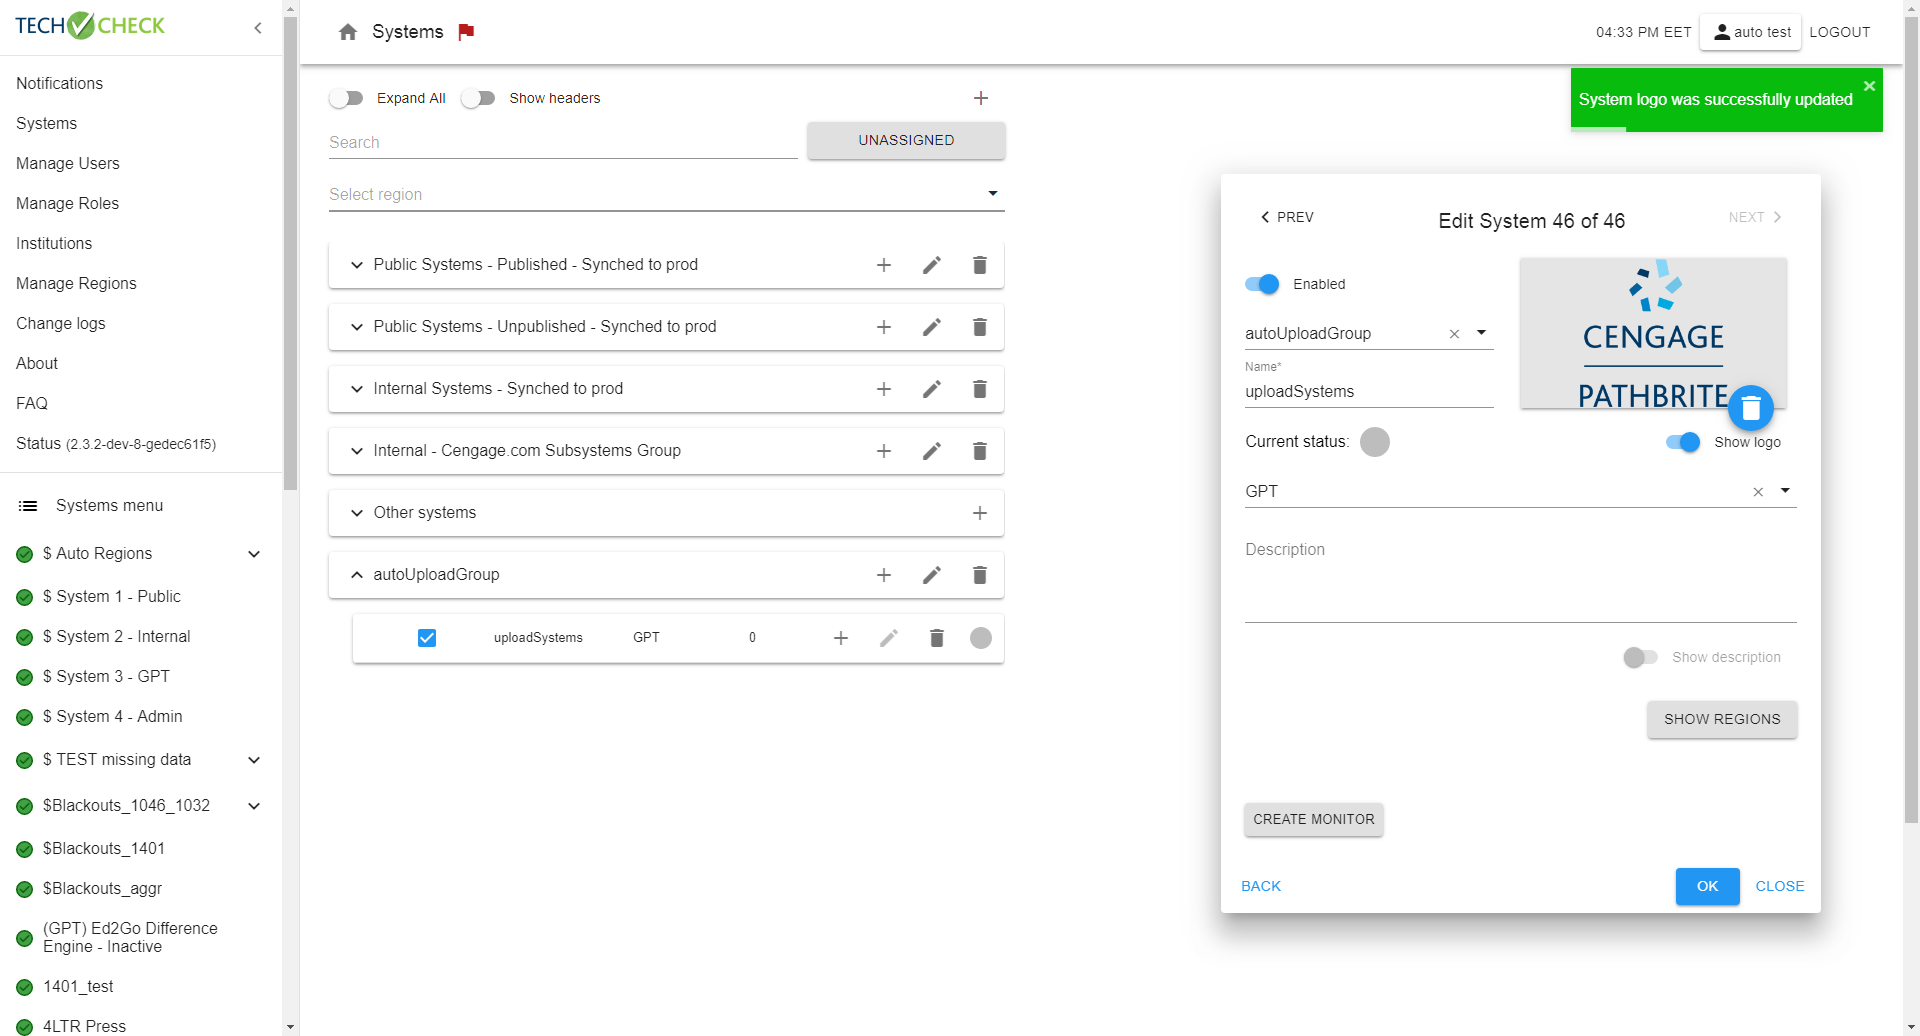 TECH CHECK
Notifications
Systems
Manage Users
Manage Roles
Institutions
Manage Regions
Change logs
About
FAQ
Status (2.3.2-dev-8-gedec61f5)
Systems menu
$ Auto Regions
$ System 1 - Public
$ System 2 - Internal
$ System 3 - GPT
$ System 4 - Admin
$ TEST missing data
$Blackouts_1046_1032
$Blackouts_1401
$Blackouts_aggr
(GPT) Ed2Go Difference
Engine - Inactive
1401_test
4LTR Press
Systems
04:33 PM EET
auto test
LOGOUT
System logo was successfully updated
Expand All
Show headers
Search
UNASSIGNED
Select region
Public Systems - Published - Synched to prod
Public Systems - Unpublished - Synched to prod
Internal Systems - Synched to prod
Internal - Cengage.com Subsystems Group
Other systems
autoUploadGroup
uploadSystems GPT 0
PREV
Edit System 46 of 46
NEXT
Enabled
autoUploadGroup
Name*
uploadSystems
CENGAGE
PATHBRITE
Current status:
Show logo
GPT
Description
Show description
SHOW REGIONS
CREATE MONITOR
BACK
OK
CLOSE